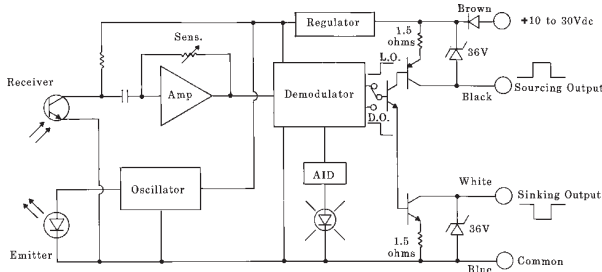 Brown
+10 to 30Vdc
Regulator
1.5
ohms
36V
Sens.
L.O.
Receiver
Amp
Demodulator
Black
Sourcing Output
D.O.
White
Oscillator
AID
Sinking Output
36V
1.5
ohms
Emitter
Common
Blue